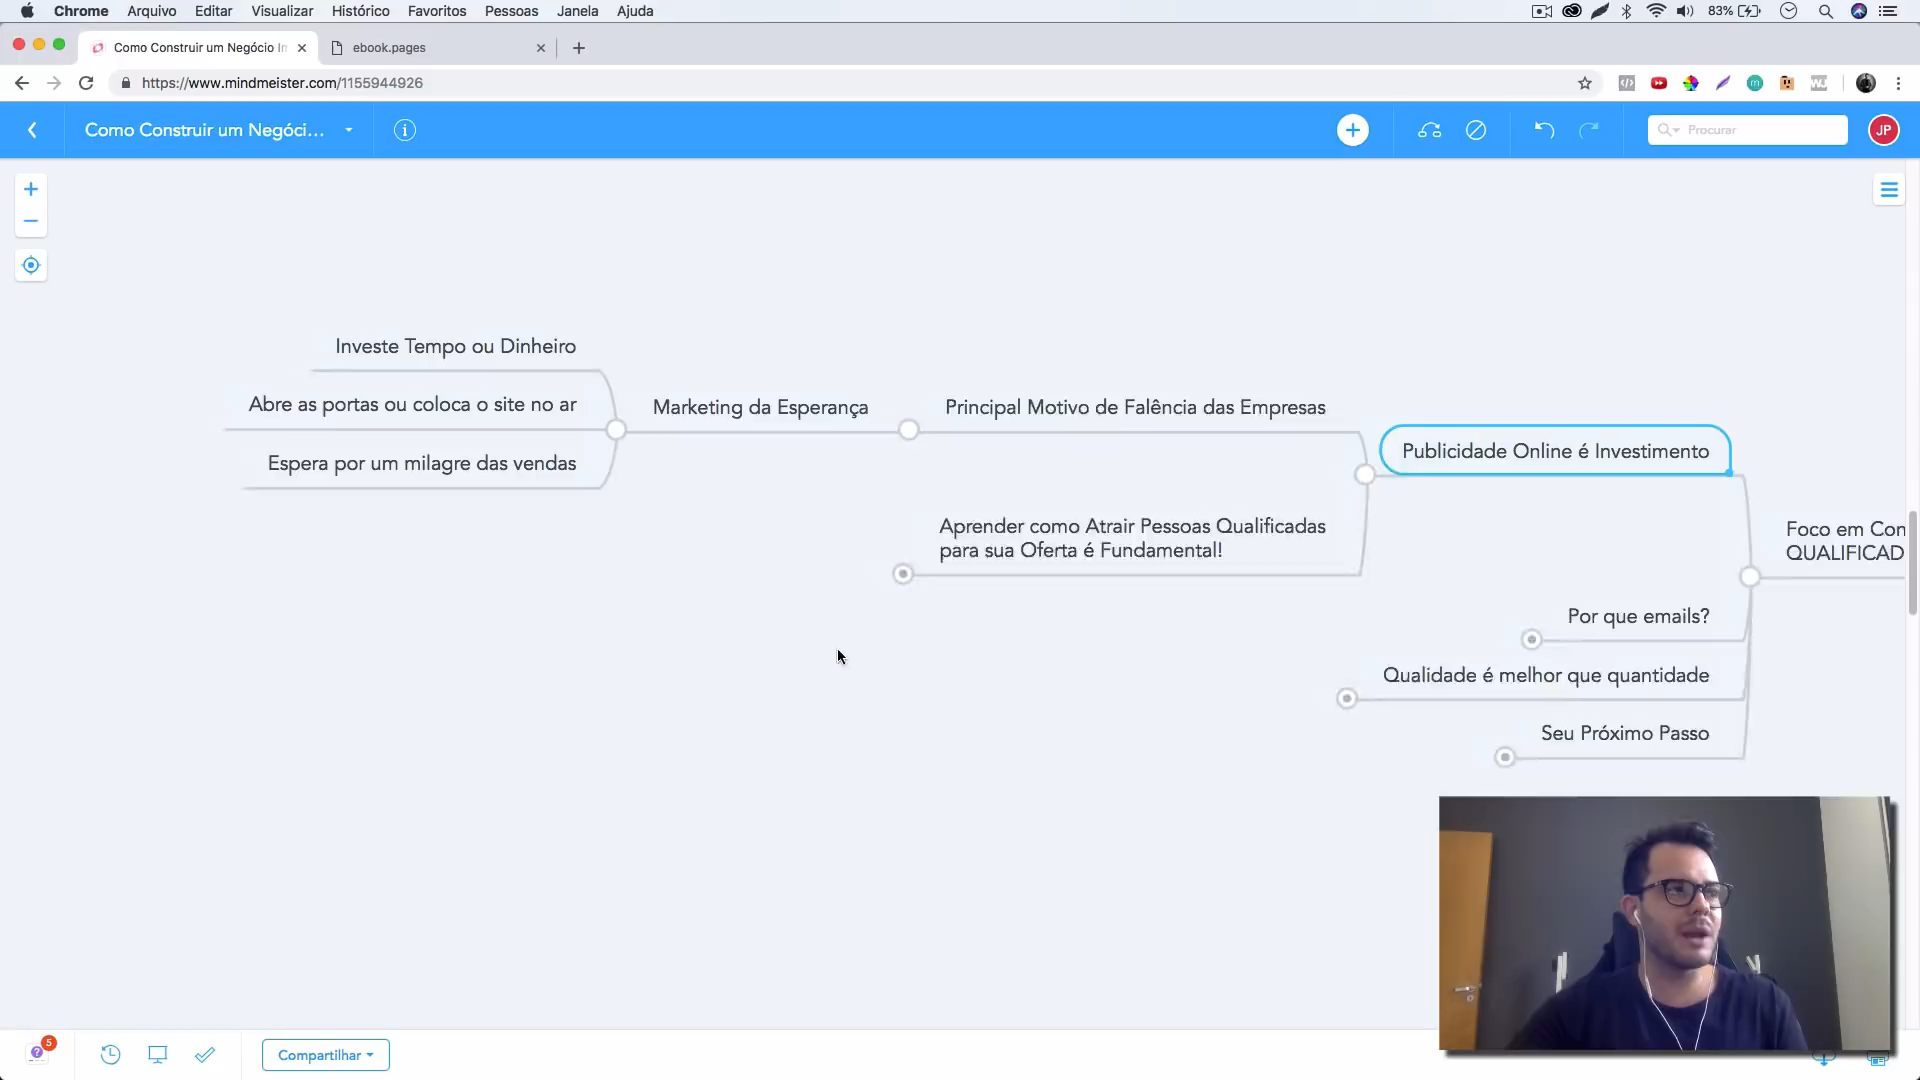 Chrome Arquivo Editar Visualizar Histórico Favoritos Pessoas Janela Ajuda 83%
Como Construir um Negócio In
ebook.pages
https://www.mindmeister.com/1155944926
Como Construir um Negóci...
Procurar
JP
Investe Tempo ou Dinheiro
Abre as portas ou coloca o site no ar
Espera por um milagre das vendas
Marketing da Esperança
Principal Motivo de Falência das Empresas
Publicidade Online é Investimento
Aprender como Atrair Pessoas Qualificadas
para sua Oferta é Fundamental!
Foco em Con
QUALIFICAD
Por que emails?
Qualidade é melhor que quantidade
Seu Próximo Passo
5
Compartilhar